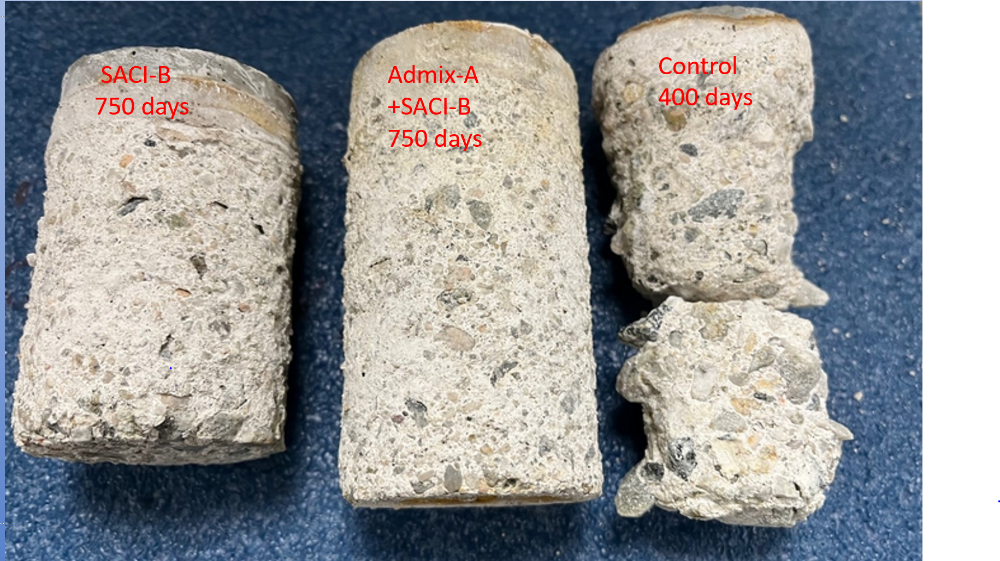 SACI-B
750 days
Admix-A
+SACI-B
750 days
Control
400 days